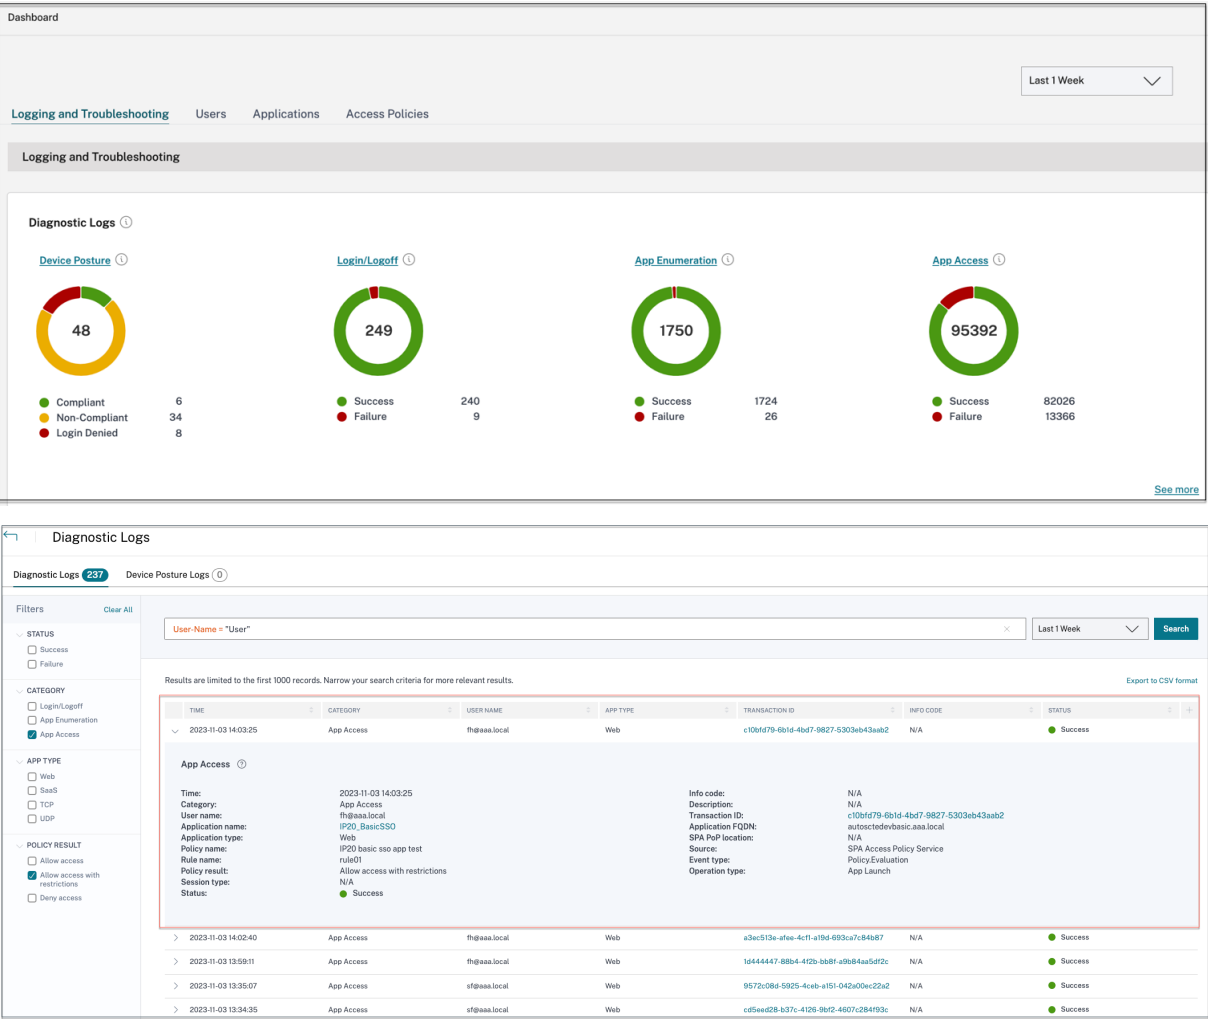 Dashboard
Last 1 Week
Logging and Troubleshooting Users Applications Access Policies
Logging and Troubleshooting
Diagnostic Logs
Device Posture Login/Logoff App Enumeration App Access
48 249 1750 95392
Compliant 6 Success 240 Success 1724 Success 82026
Non-Compliant 34 Failure 9 Failure 26 Failure 13366
Login Denied 8
See more
Diagnostic Logs
Diagnostic Logs 237 Device Posture Logs 0
Filters Clear All
STATUS
Success
Failure
CATEGORY
Login/Logoff
App Enumeration
App Access
APP TYPE
Web
SaaS
TCP
UDP
POLICY RESULT
Allow access
Allow access with
restrictions
Deny access
User-Name = "User" Last 1 Week Search
Results are limited to the first 1000 records. Narrow your search criteria for more relevant results. Export to CSV format
TIME CATEGORY USER NAME APP TYPE TRANSACTION ID INFO CODE STATUS
2023-11-03 14:03:25 App Access fh@aaa.local Web c10bfd79-6b1d-4bd7-9827-5303eb43aab2 N/A Success
App Access
Time: 2023-11-03 14:03:25 Info code: N/A
Category: App Access Description: N/A
User name: fh@aaa.local Transaction ID: c10bfd79-6b1d-4bd7-9827-5303eb43aab2
Application name: IP20_BasicSSO Application FQDN: autosctedevbasic.aaa.local
Application type: Web SPA PoP location: N/A
Policy name: IP20 basic sso app test Source: SPA Access Policy Service
Rule name: rule01 Event type: Policy.Evaluation
Policy result: Allow access with restrictions Operation type: App Launch
Session type: N/A
Status: Success
2023-11-03 14:02:40 App Access fh@aaa.local Web a3ec513e-afee-4cf1-a19d-693ca7c84b87 N/A Success
2023-11-03 13:59:11 App Access fh@aaa.local Web 1d444447-88b4-4f2b-bb8f-a9b84aa5df2c N/A Success
2023-11-03 13:35:07 App Access sf@aaa.local Web 9572c08d-5925-4ceb-a151-042a00ec22a2 N/A Success
2023-11-03 13:34:35 App Access sf@aaa.local Web cd5eed28-b37c-4126-9bf2-4607c284f93c N/A Success